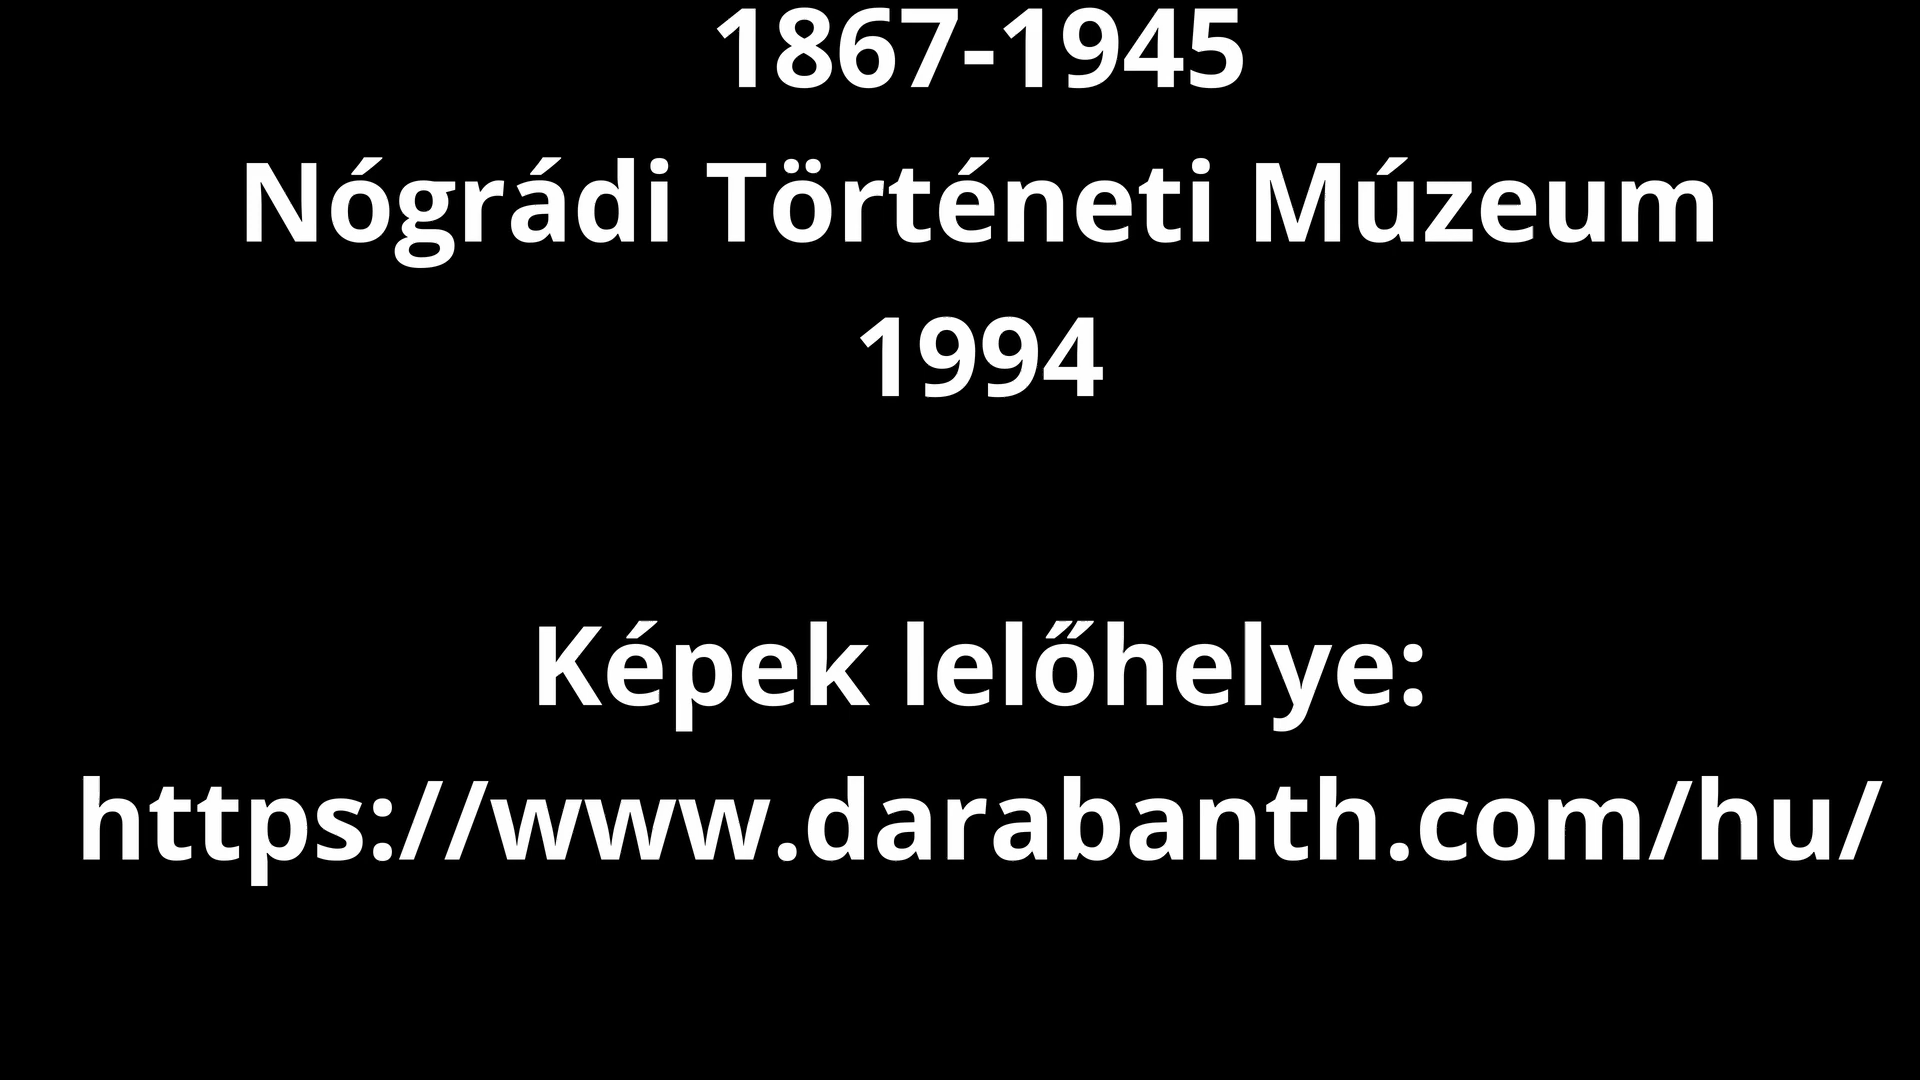 1867-1945
Nógrádi Történeti Múzeum
1994
Képek lelőhelye:
https://www.darabanth.com/hu/